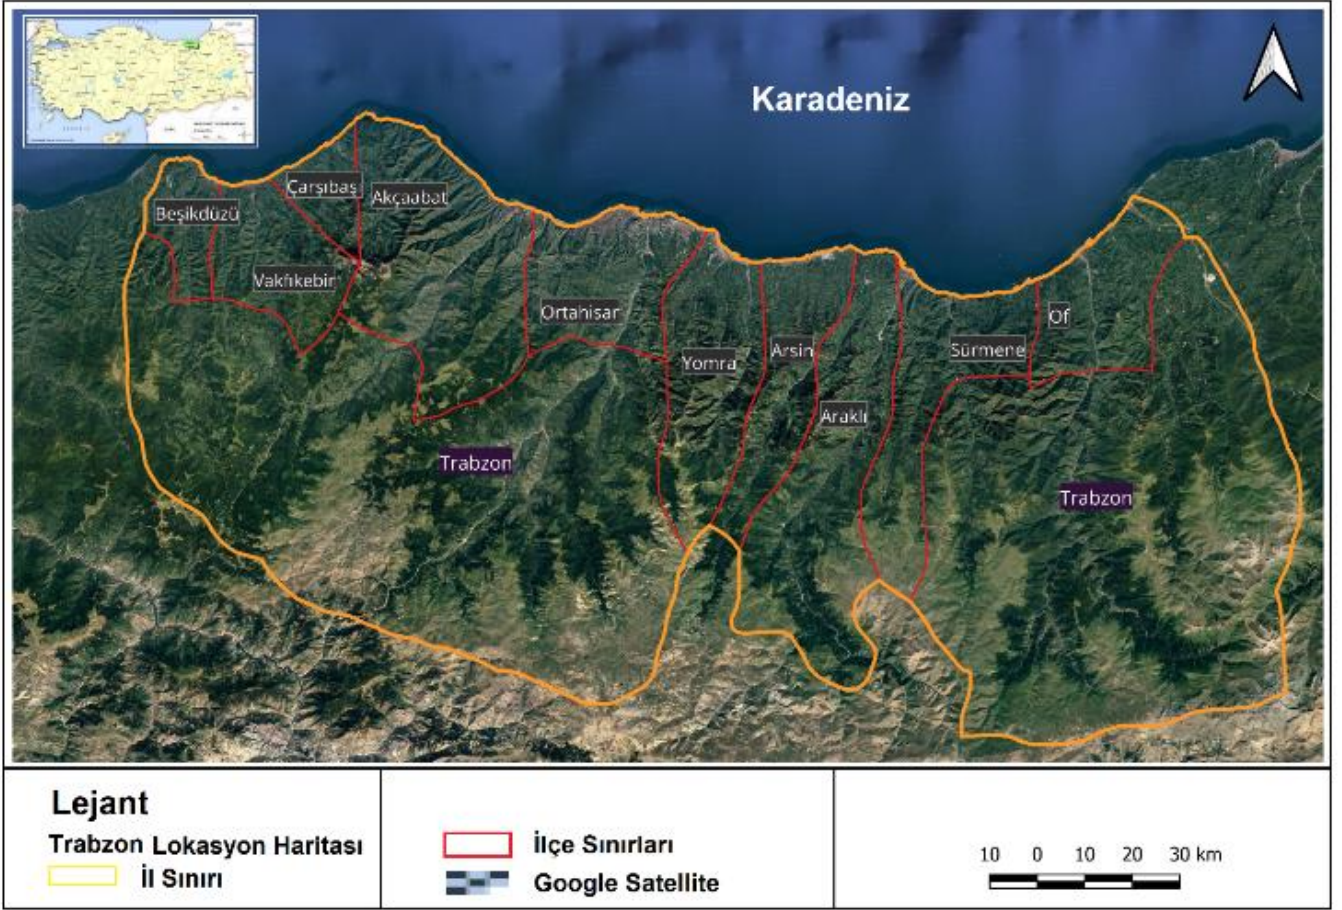 Karadeniz
Çarşıbaşı
Akçaabat
Beşikdüzü
Vakfıkebir
Ortahisar
Of
Sürmene
Yomra
Arsin
Araklı
Trabzon
Trabzon
Lejant
Trabzon Lokasyon Haritası
İl Sınırı
İlçe Sınırları
Google Satellite
10 0 10 20 30 km